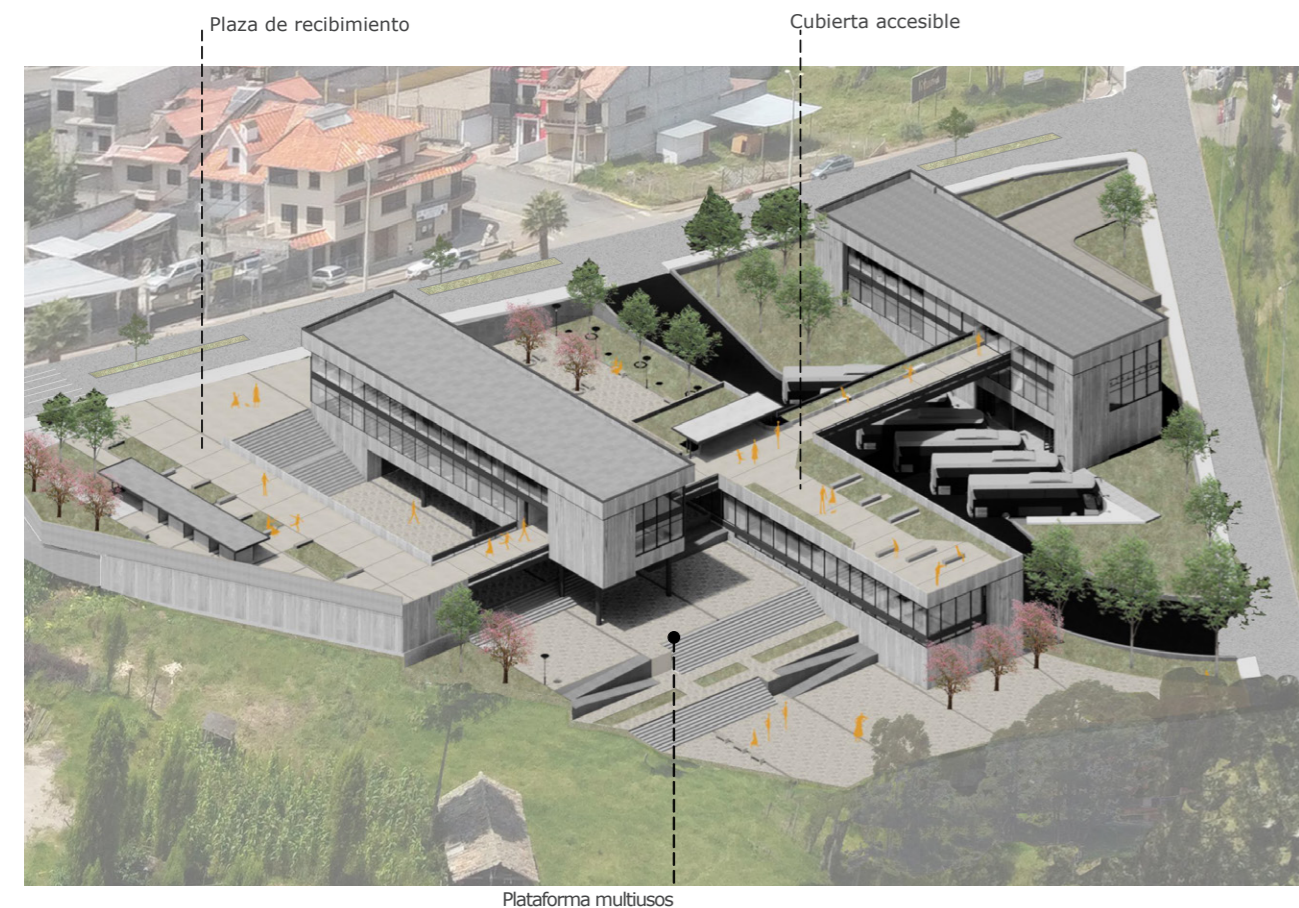 Plaza de recibimiento
Cubierta accesible
Plataforma multiusos